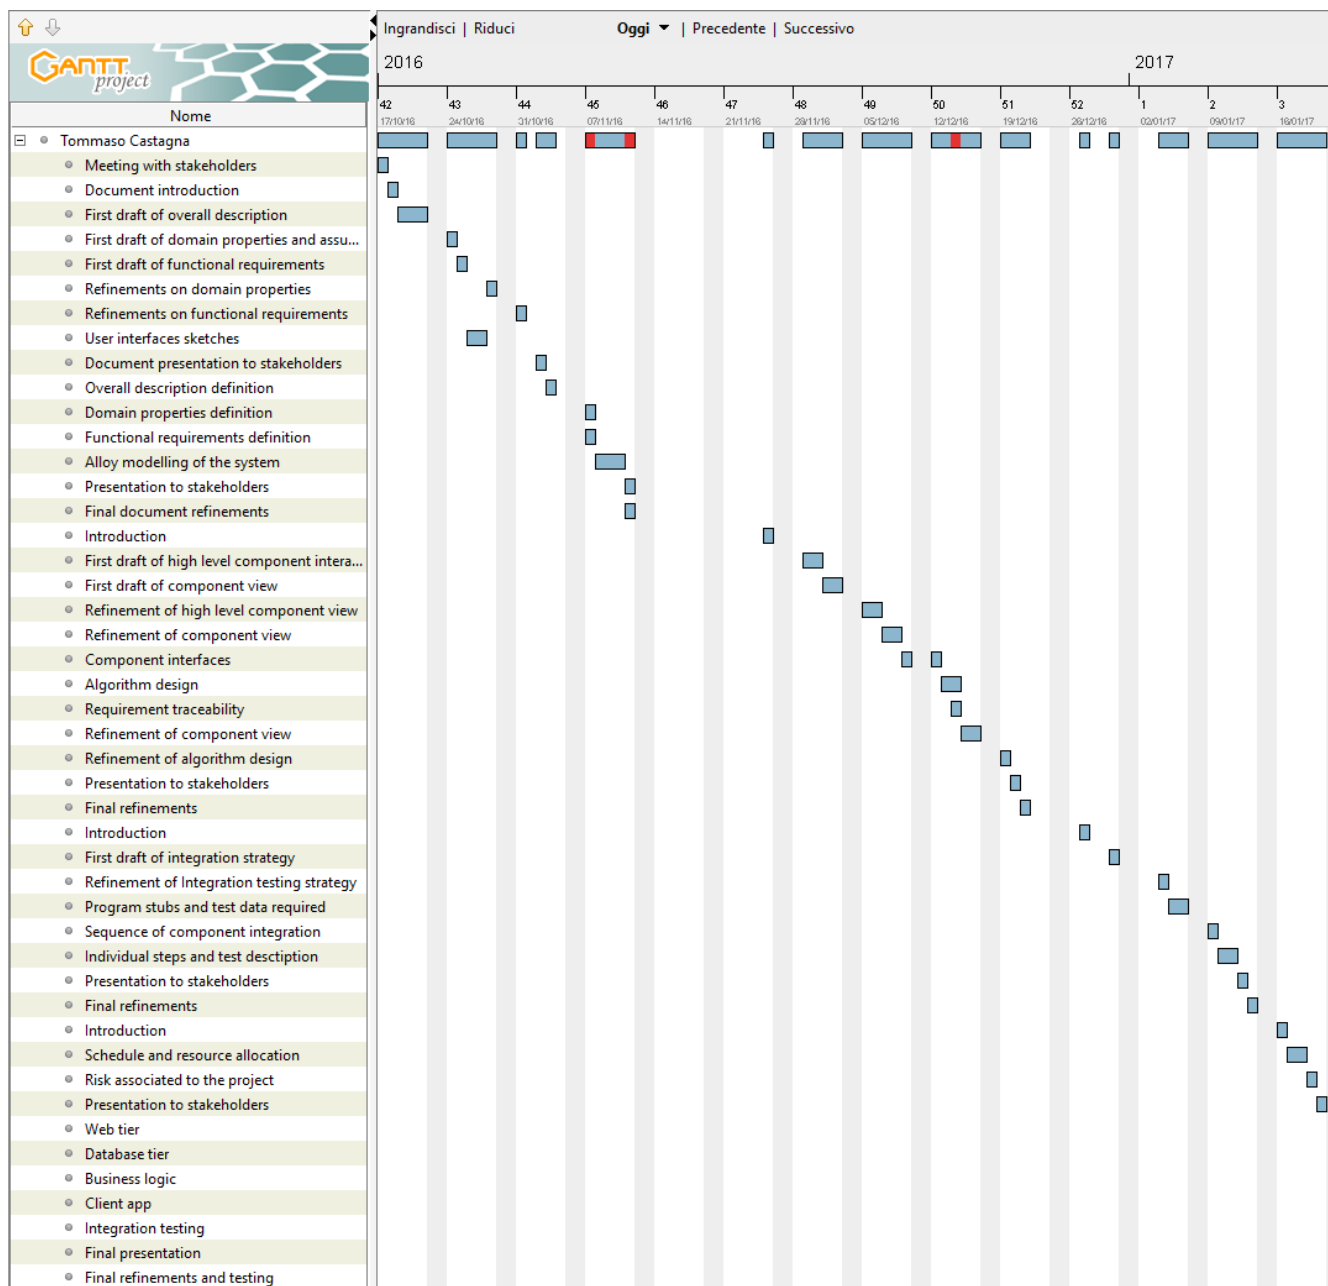 Ingrandisci | Riduci Oggi | Precedente | Successivo
GANTT
project
2016 2017
Nome
42 43 44 45 46 47 48 49 50 51 52 1 2 3
17/10/16 24/10/16 31/10/16 07/11/16 14/11/16 21/11/16 28/11/16 05/12/16 12/12/16 19/12/16 26/12/16 02/01/17 09/01/17 16/01/17
Tommaso Castagna
Meeting with stakeholders
Document introduction
First draft of overall description
First draft of domain properties and assu...
First draft of functional requirements
Refinements on domain properties
Refinements on functional requirements
User interfaces sketches
Document presentation to stakeholders
Overall description definition
Domain properties definition
Functional requirements definition
Alloy modelling of the system
Presentation to stakeholders
Final document refinements
Introduction
First draft of high level component intera...
First draft of component view
Refinement of high level component view
Refinement of component view
Component interfaces
Algorithm design
Requirement traceability
Refinement of component view
Refinement of algorithm design
Presentation to stakeholders
Final refinements
Introduction
First draft of integration strategy
Refinement of Integration testing strategy
Program stubs and test data required
Sequence of component integration
Individual steps and test desctiption
Presentation to stakeholders
Final refinements
Introduction
Schedule and resource allocation
Risk associated to the project
Presentation to stakeholders
Web tier
Database tier
Business logic
Client app
Integration testing
Final presentation
Final refinements and testing